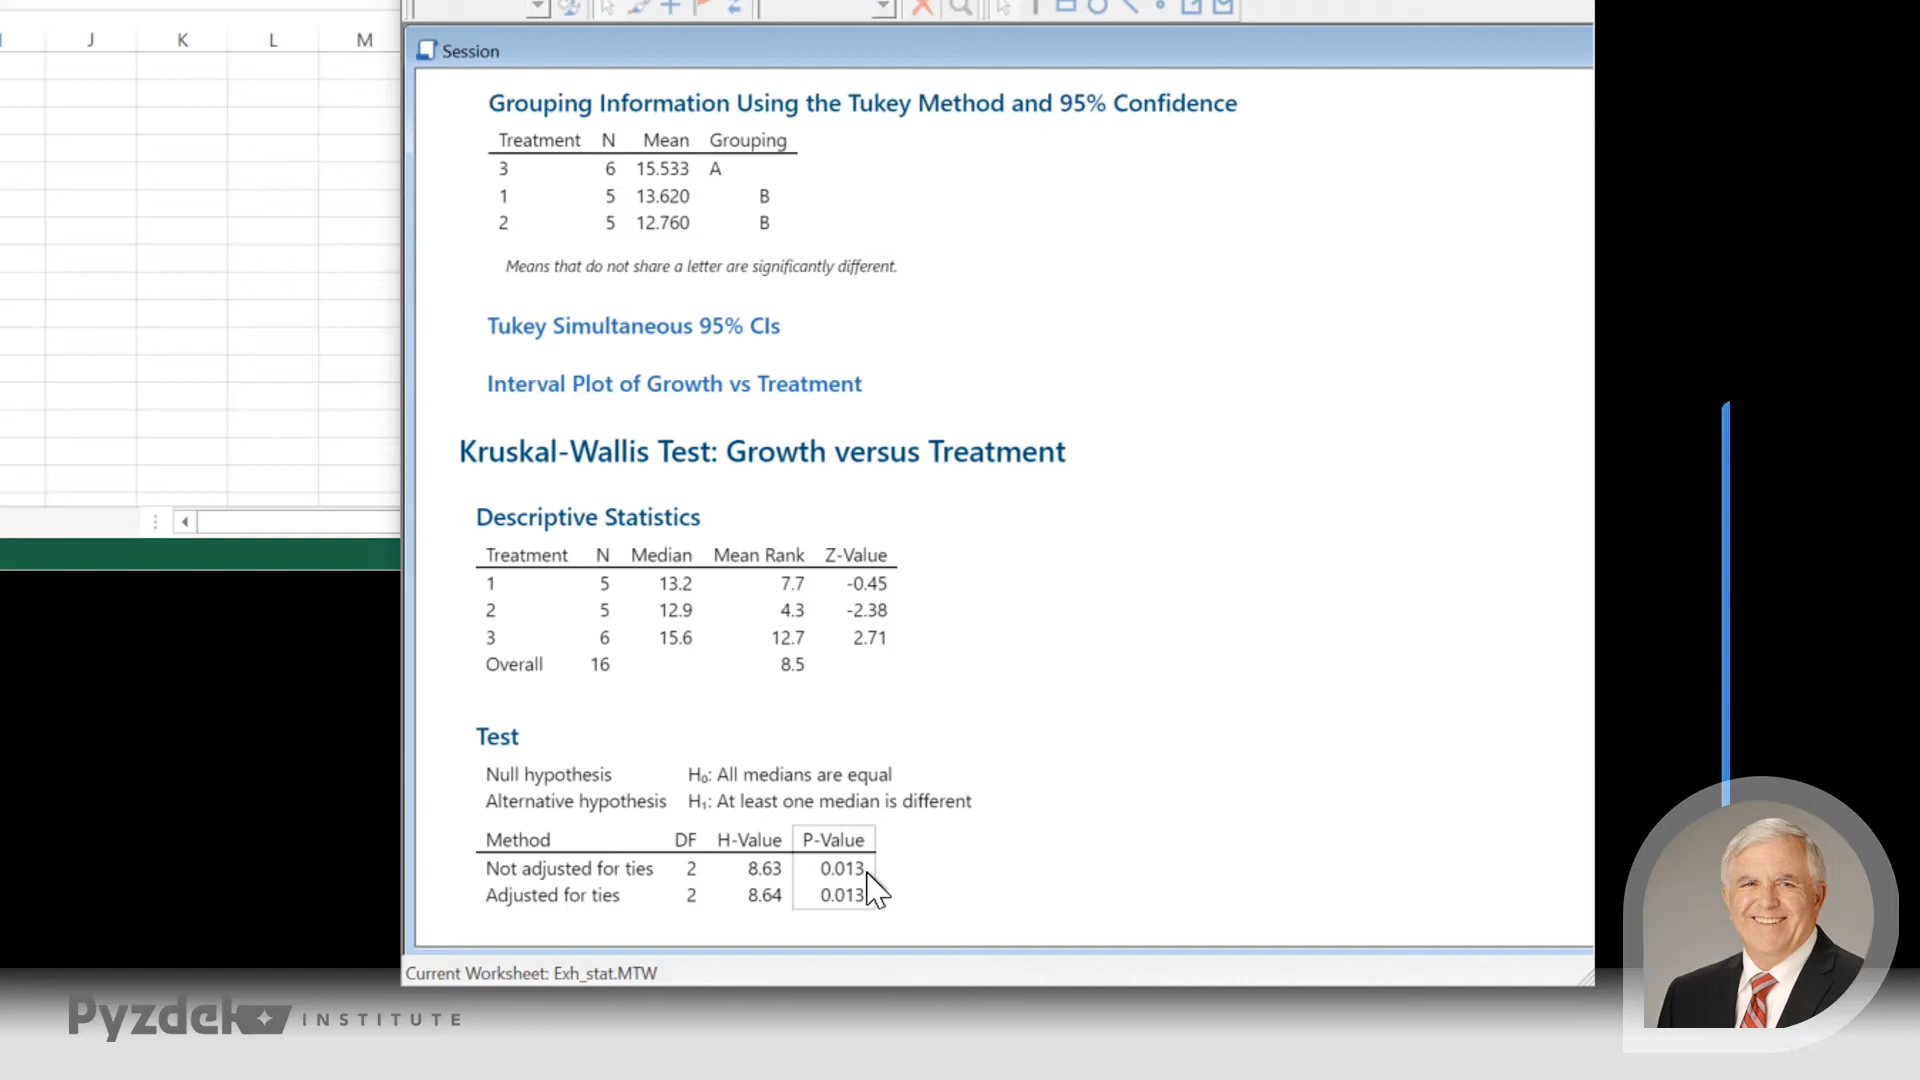 J K L M
Session
Grouping Information Using the Tukey Method and 95% Confidence
Treatment N Mean Grouping
3 6 15.533 A
1 5 13.620 B
2 5 12.760 B
Means that do not share a letter are significantly different.
Tukey Simultaneous 95% CIs
Interval Plot of Growth vs Treatment
Kruskal-Wallis Test: Growth versus Treatment
Descriptive Statistics
Treatment N Median Mean Rank Z-Value
1 5 13.2 7.7 -0.45
2 5 12.9 4.3 -2.38
3 6 15.6 12.7 2.71
Overall 16 8.5
Test
Null hypothesis H₀: All medians are equal
Alternative hypothesis H₁: At least one median is different
Method DF H-Value P-Value
Not adjusted for ties 2 8.63 0.013
Adjusted for ties 2 8.64 0.013
Current Worksheet: Exh_stat.MTW
Pyzdek INSTITUTE